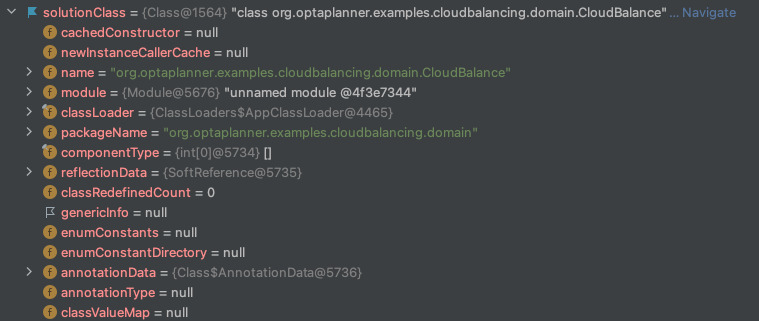 solutionClass = {Class@1564} "class org.optaplanner.examples.cloudbalancing.domain.CloudBalance" ... Navigate
f cachedConstructor = null
f newInstanceCallerCache = null
f name = "org.optaplanner.examples.cloudbalancing.domain.CloudBalance"
f module = {Module@5676} "unnamed module @4f3e7344"
f classLoader = {ClassLoaders$AppClassLoader@4465}
f packageName = "org.optaplanner.examples.cloudbalancing.domain"
f componentType = {int[0]@5734} []
f reflectionData = {SoftReference@5735}
f classRedefinedCount = 0
genericInfo = null
f enumConstants = null
f enumConstantDirectory = null
f annotationData = {Class$AnnotationData@5736}
f annotationType = null
f classValueMap = null